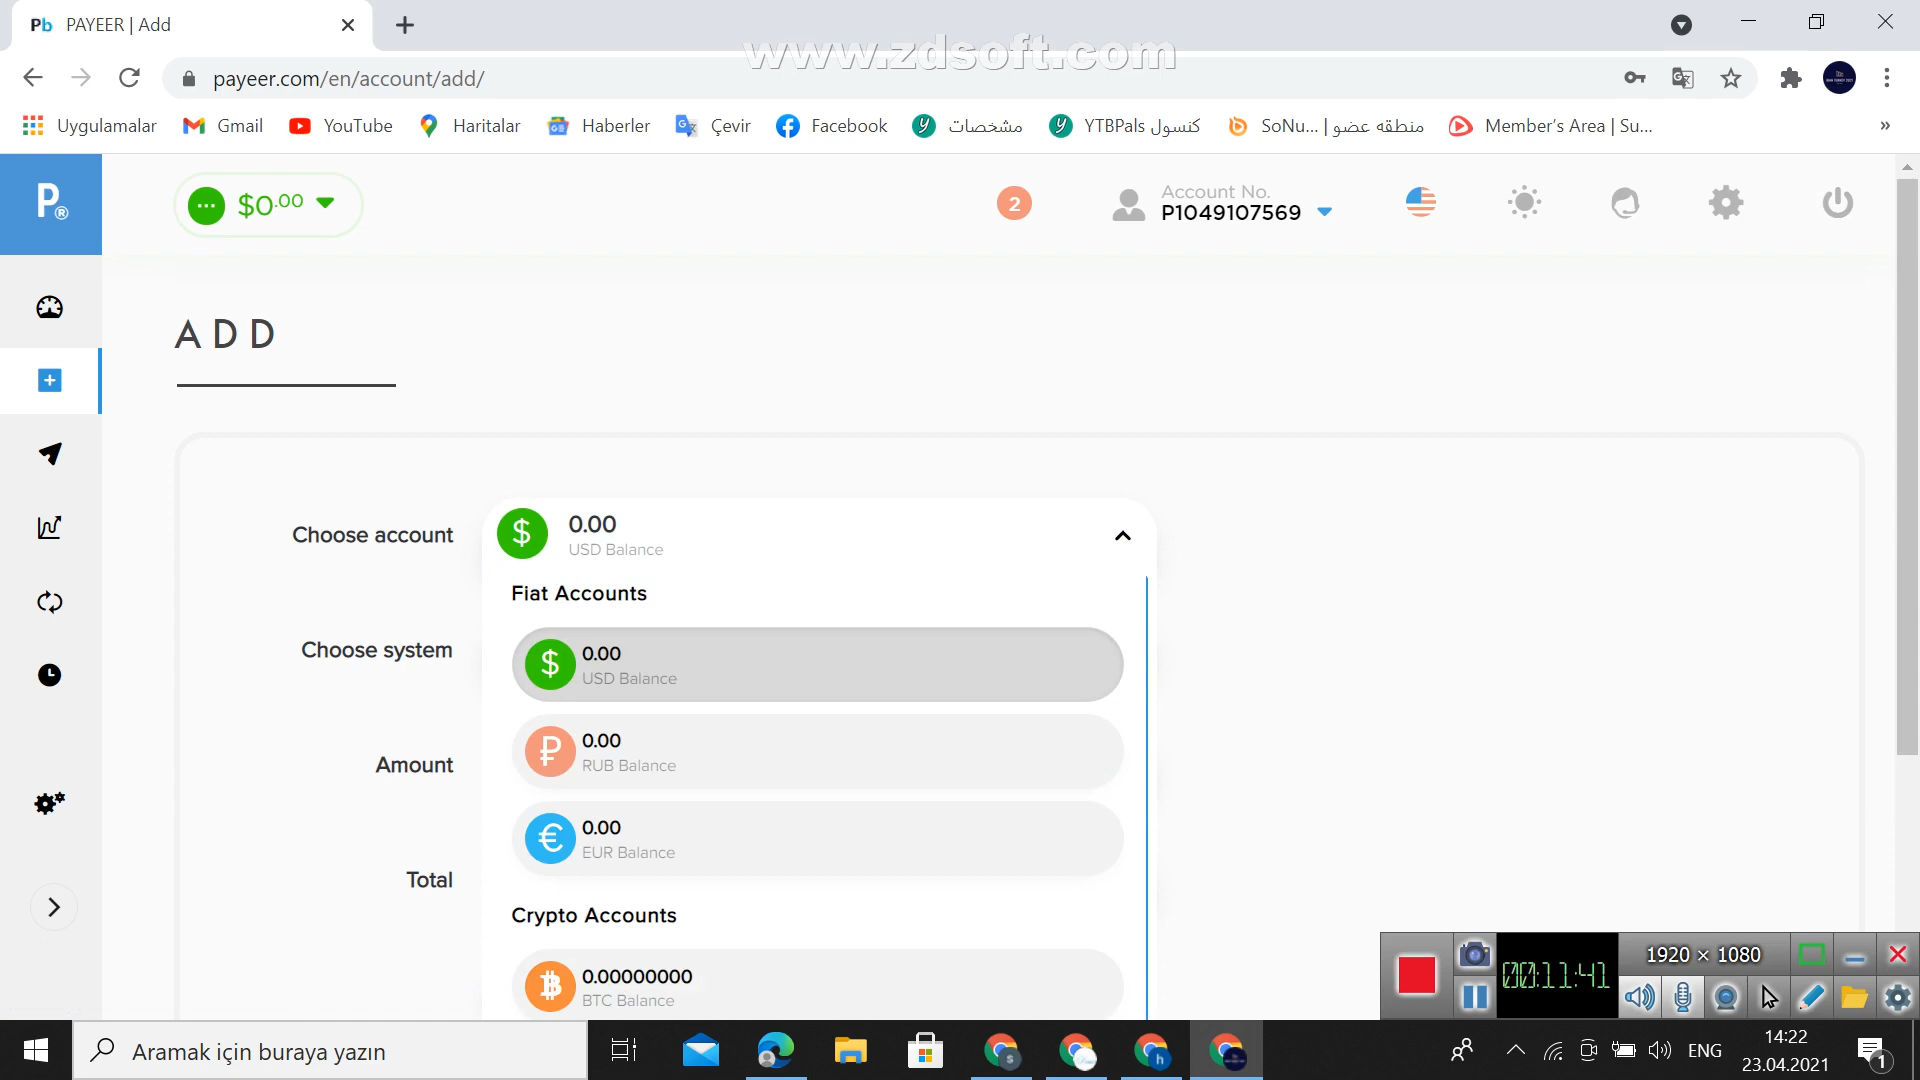 Pb PAYEER | Add
www.zdsoft.com
payeer.com/en/account/add/
Uygulamalar Gmail YouTube Haritalar Haberler Çevir Facebook مشخصات YTBPals کنسول SoNu... | منطقه عضو Member's Area | Su... »
P® $0.00 2 Account No.
P1049107569
ADD
Choose account 0.00
USD Balance
Fiat Accounts
Choose system 0.00
USD Balance
0.00
RUB Balance
Amount
0.00
EUR Balance
Total
Crypto Accounts
0.00000000
BTC Balance
1920 × 1080
00:11:41
Aramak için buraya yazın
ENG
14:22
23.04.2021
1